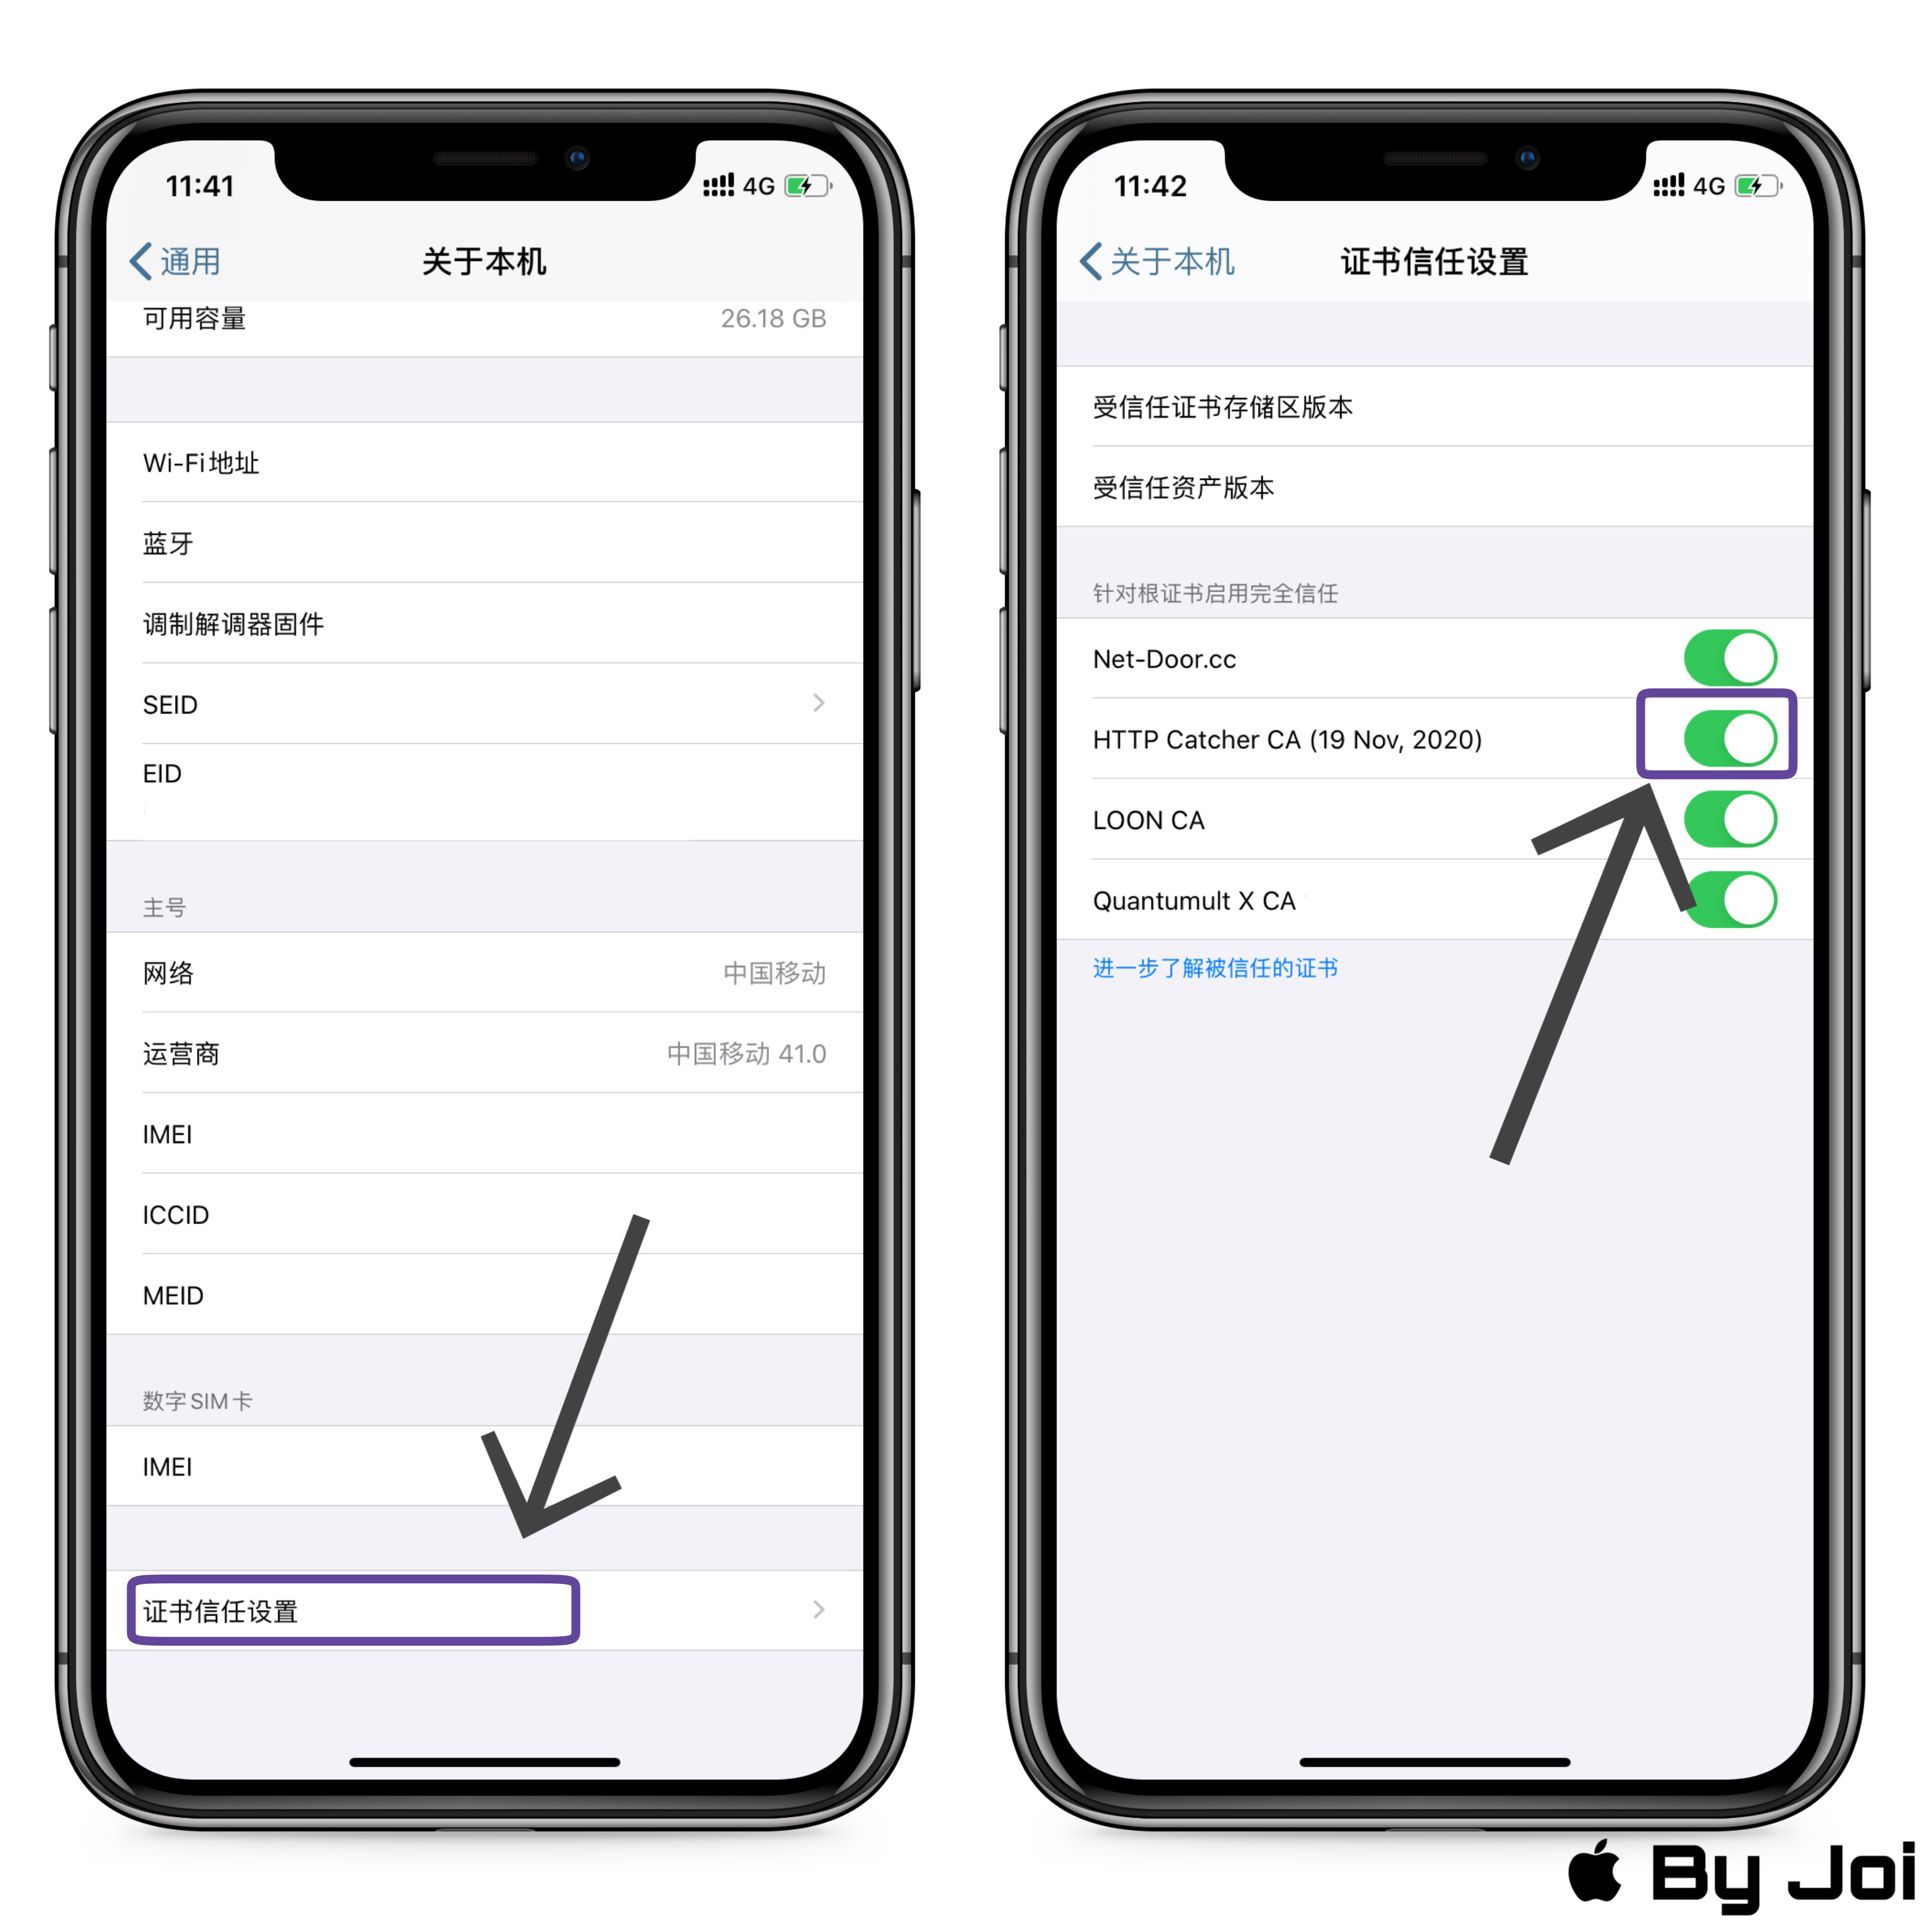 11:41
4G
通用
关于本机
可用容量
26.18 GB
Wi-Fi地址
蓝牙
调制解调器固件
SEID
EID
主号
网络
中国移动
运营商
中国移动 41.0
IMEI
ICCID
MEID
数字SIM卡
IMEI
证书信任设置
11:42
4G
关于本机
证书信任设置
受信任证书存储区版本
受信任资产版本
针对根证书启用完全信任
Net-Door.cc
HTTP Catcher CA (19 Nov, 2020)
LOON CA
Quantumult X CA
进一步了解被信任的证书
By Joi